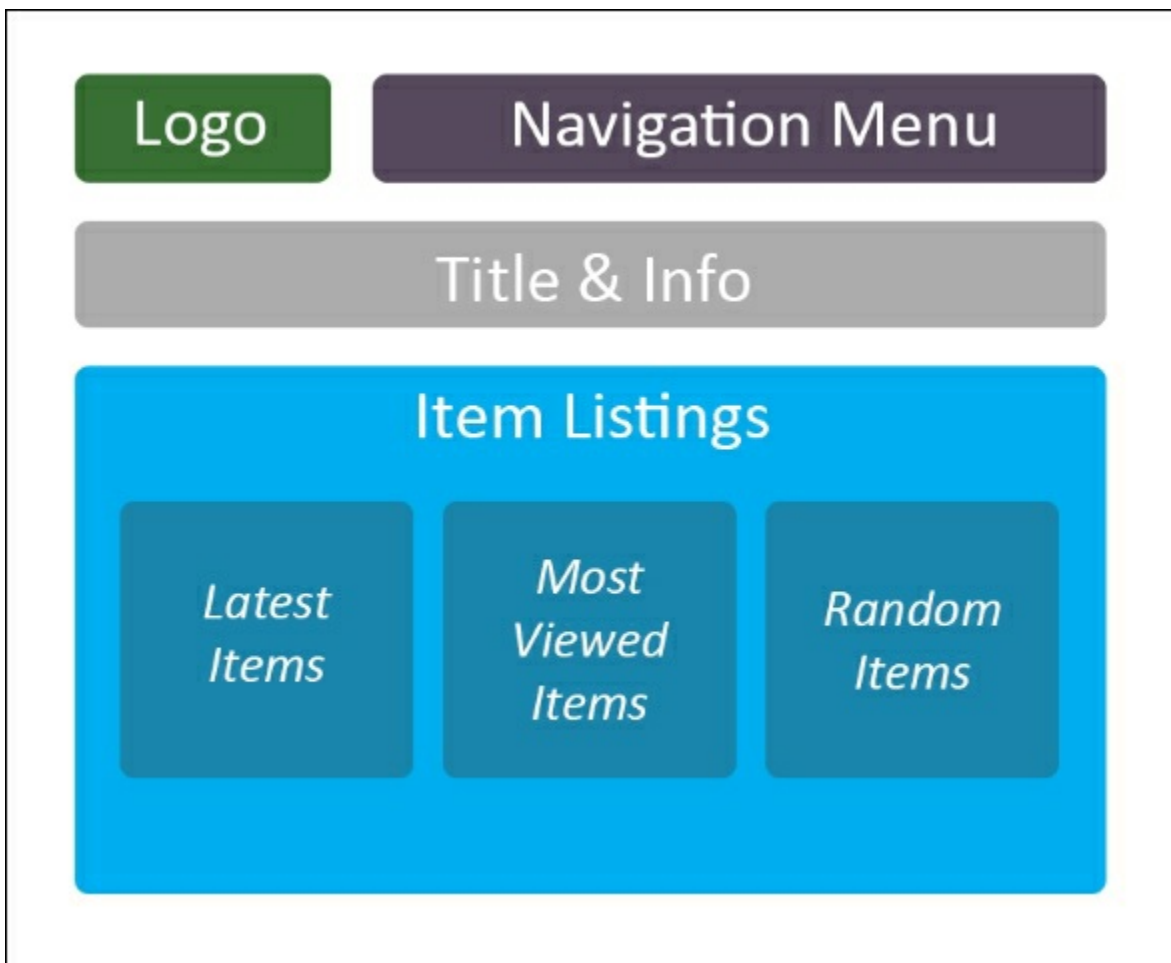 Logo
Navigation Menu
Title & Info
Item Listings
Latest
Items
Most
Viewed
Items
Random
Items